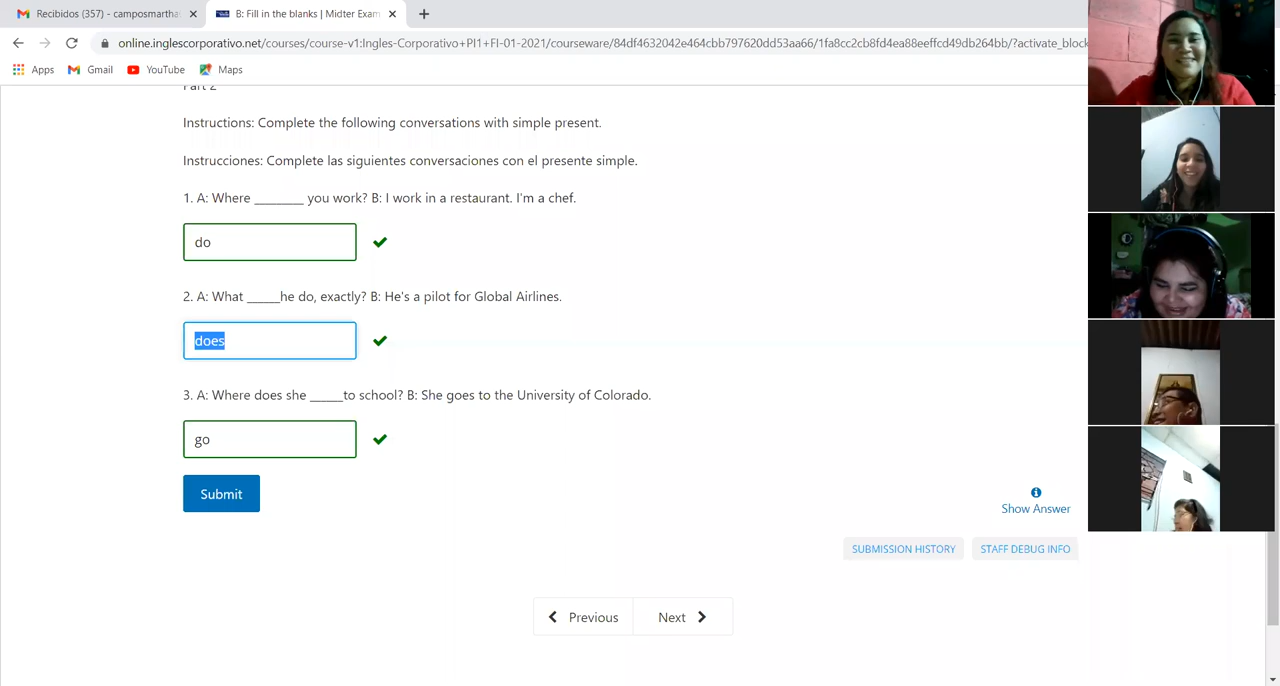 Recibidos (357) - camposmartha
B: Fill in the blanks | Midter Exam
online.inglescorporativo.net/courses/course-v1:Ingles-Corporativo+PI1+FI-01-2021/courseware/84df4632042e464cbb797620dd53aa66/1fa8cc2cb8fd4ea88eeffcd49db264bb/?activate_block
Apps Gmail YouTube Maps
Part 2
Instructions: Complete the following conversations with simple present.
Instrucciones: Complete las siguientes conversaciones con el presente simple.
1. A: Where ________ you work? B: I work in a restaurant. I'm a chef.
do
2. A: What _____he do, exactly? B: He's a pilot for Global Airlines.
does
3. A: Where does she _____to school? B: She goes to the University of Colorado.
go
Submit
Show Answer
SUBMISSION HISTORY STAFF DEBUG INFO
Previous Next